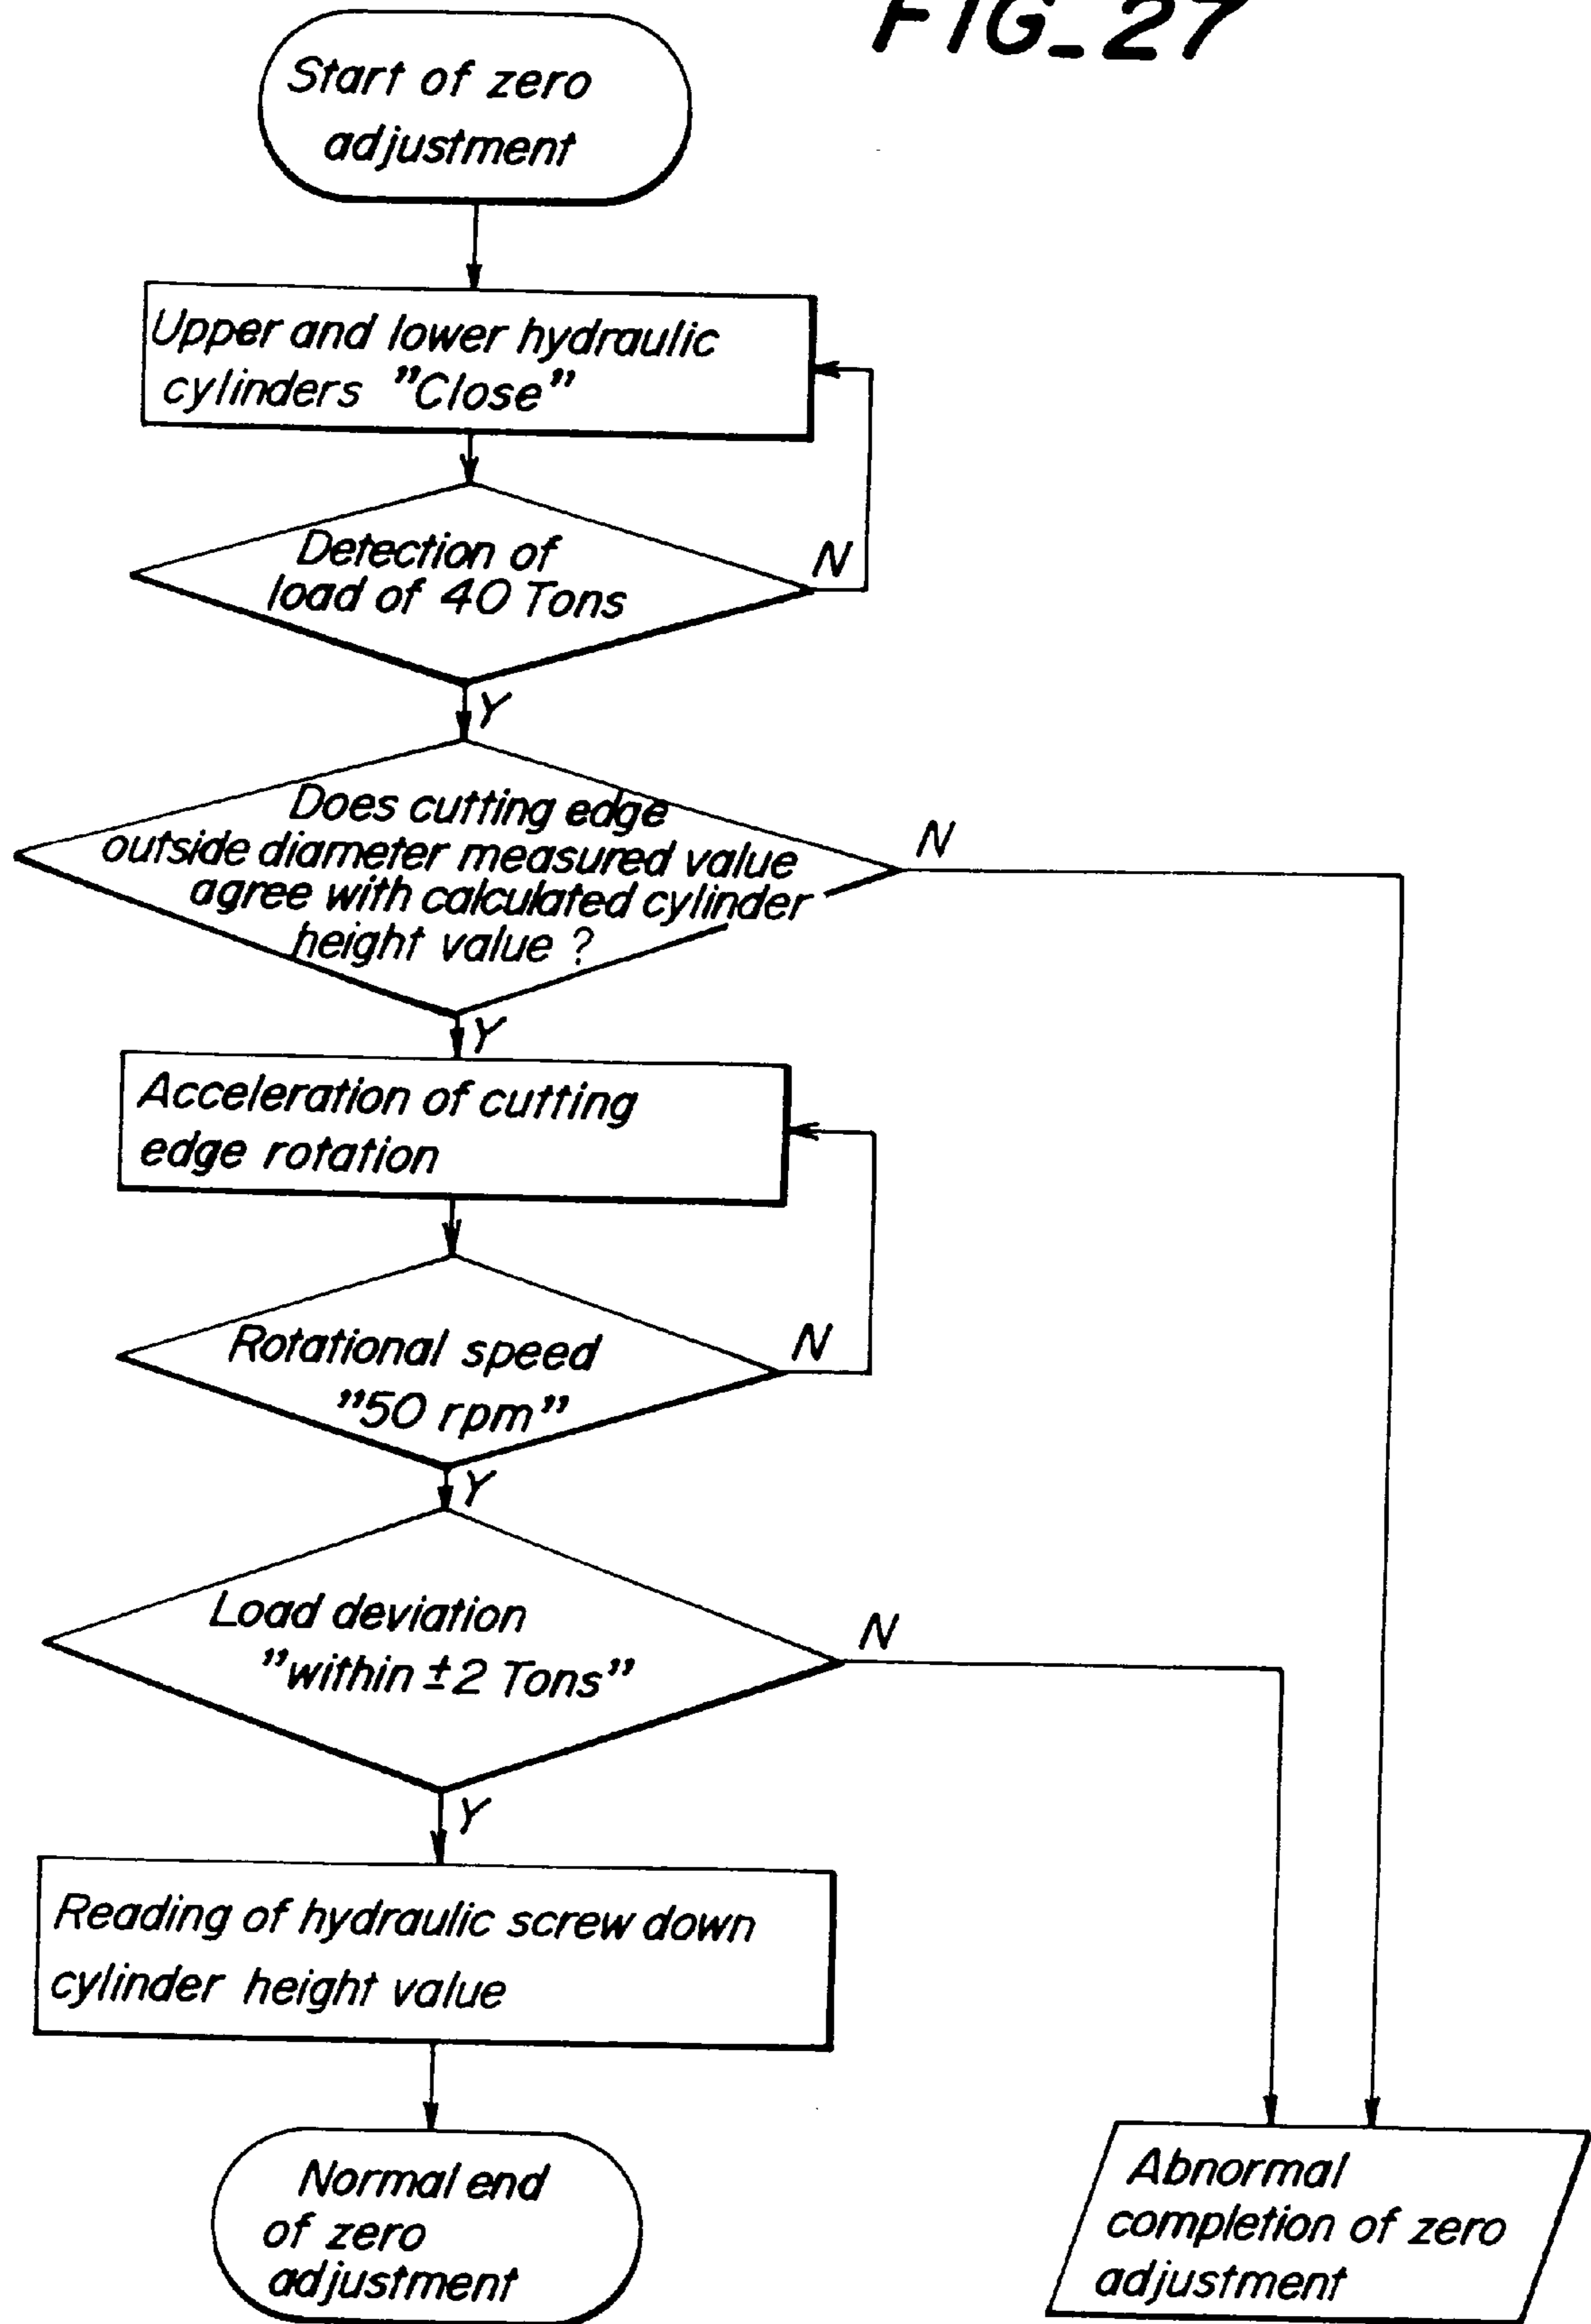 FIG_27
Start of zero
adjustment
Upper and lower hydraulic
cylinders "Close"
Detection of
load of 40 Tons
N
Y
Does cutting edge
outside diameter measured value
agree with calculated cylinder
height value ?
N
Y
Acceleration of cutting
edge rotation
Rotational speed
"50 rpm"
N
Y
Load deviation
"within ±2 Tons"
N
Y
Reading of hydraulic screw down
cylinder height value
Normal end
of zero
adjustment
Abnormal
completion of zero
adjustment